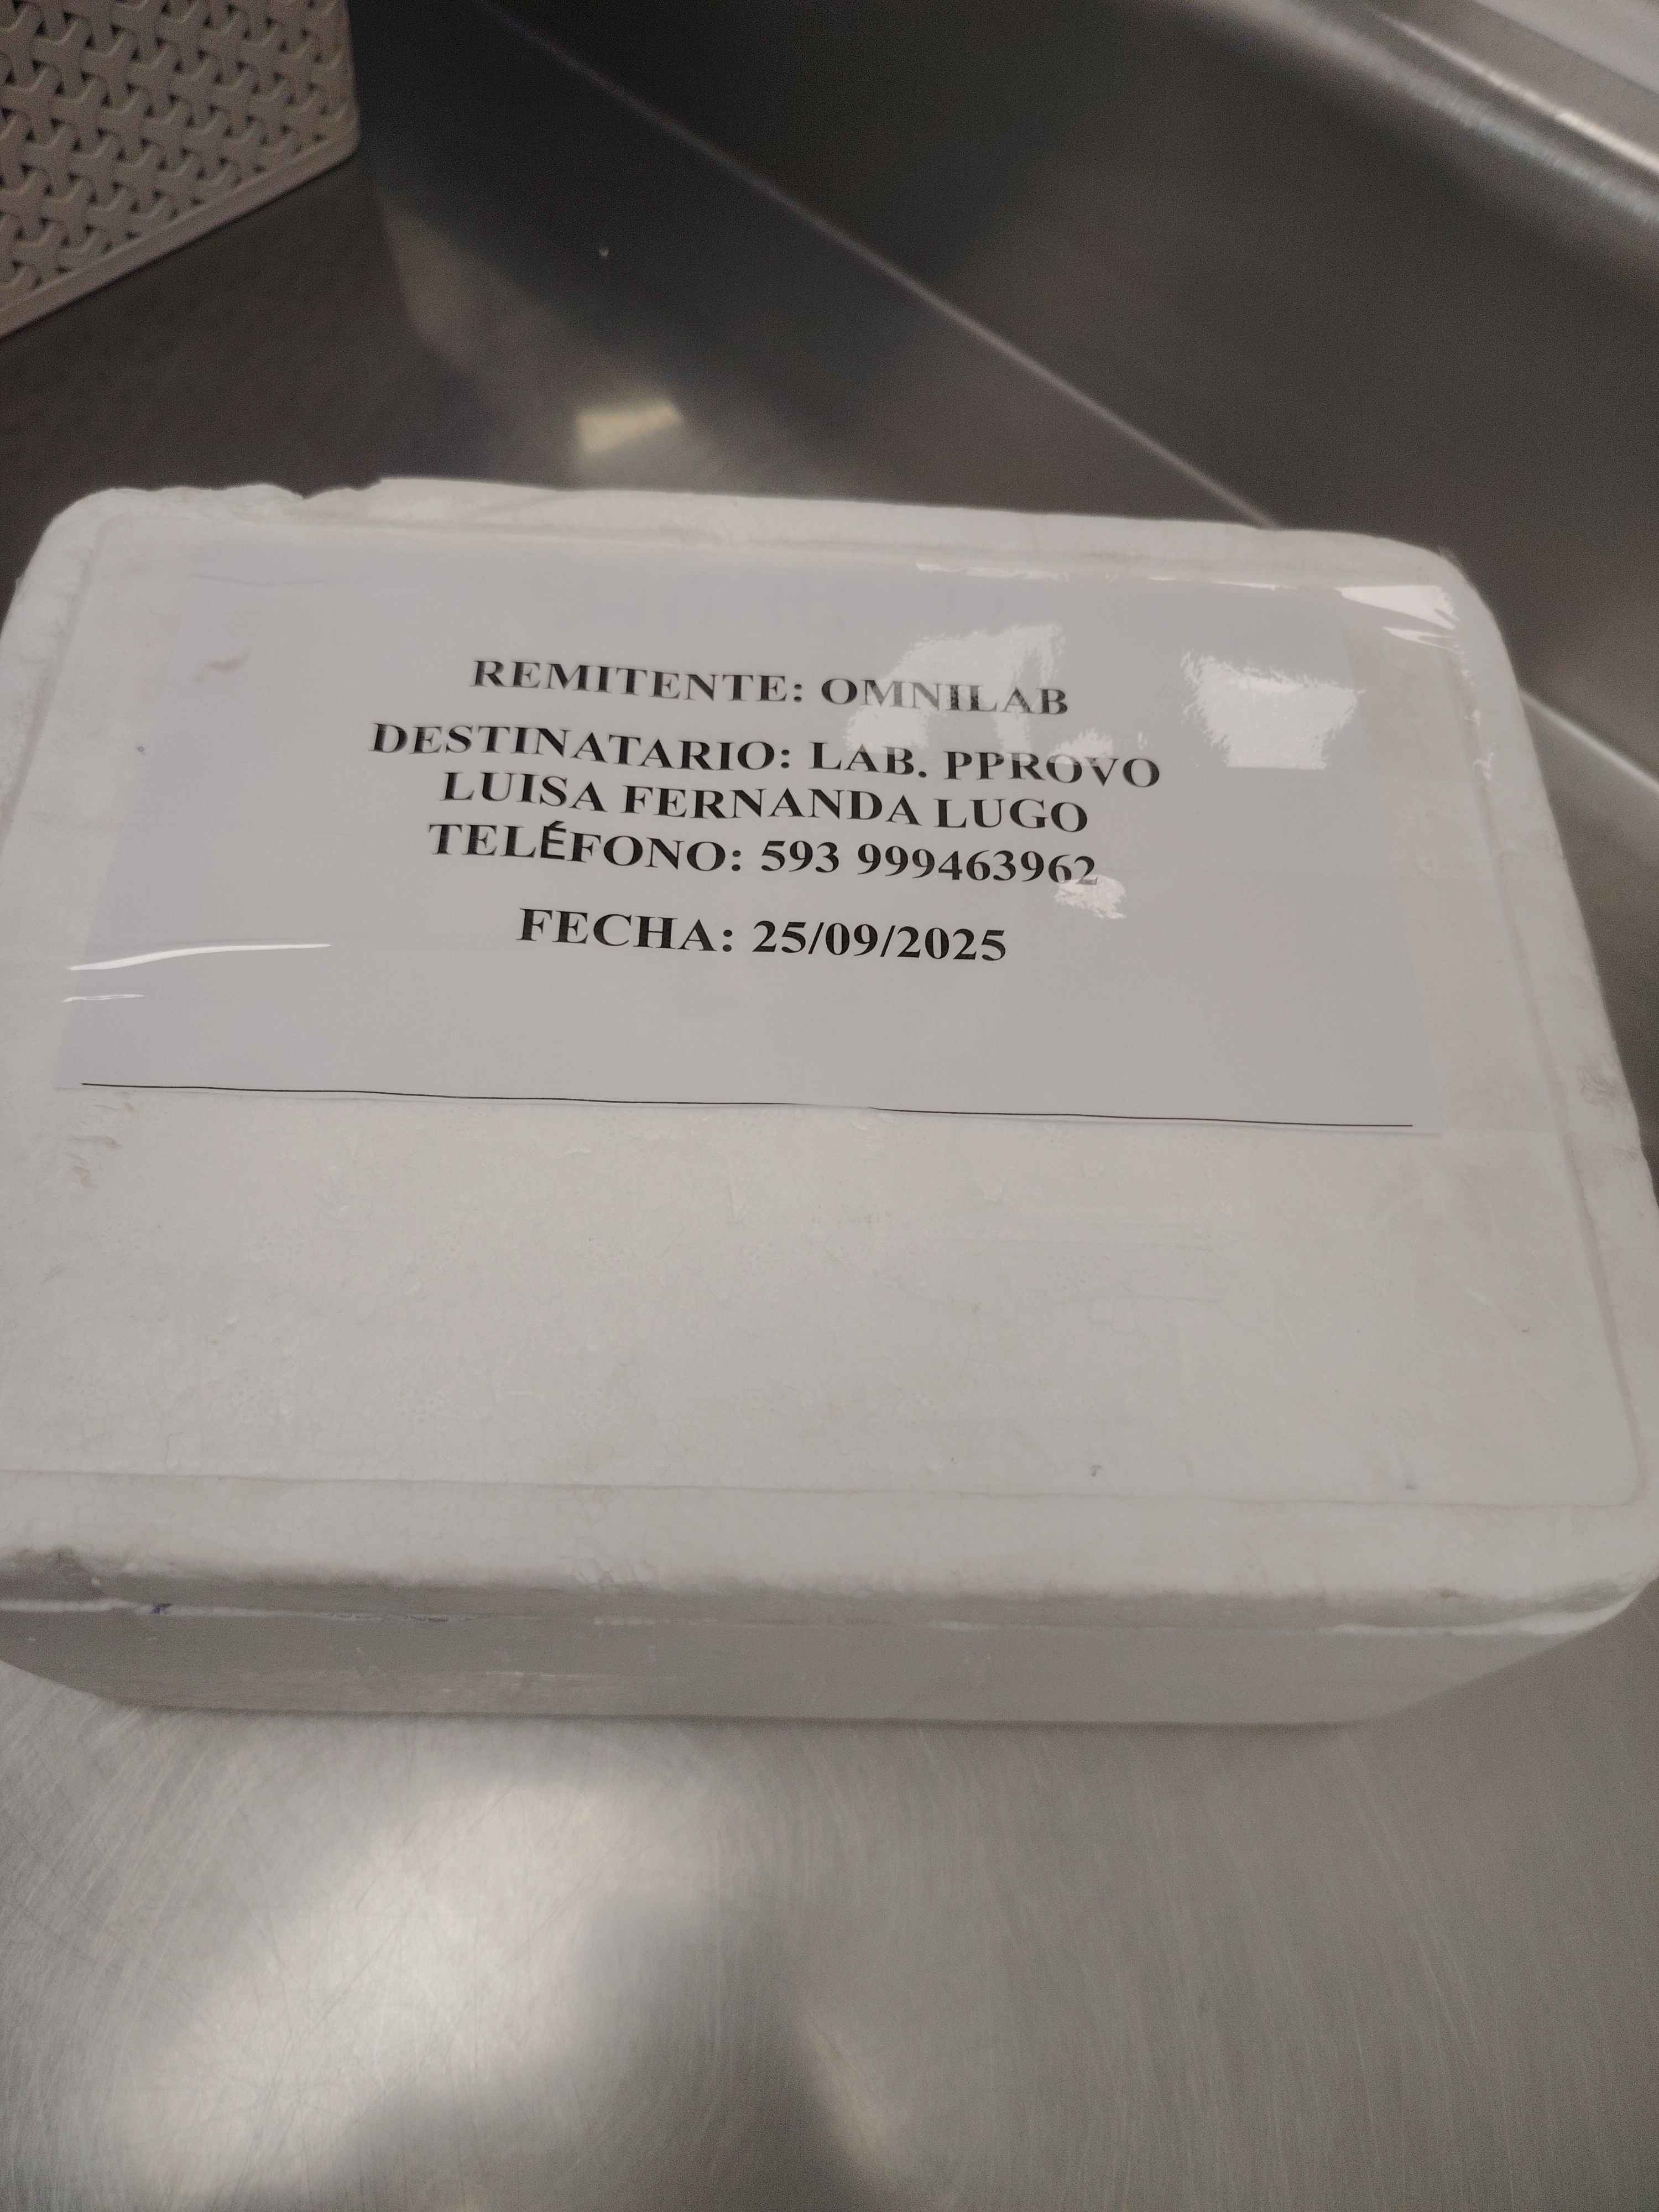 REMITENTE: OMNILAB
DESTINATARIO: LAB. PPROVO
LUISA FERNANDA LUGO
TELÉFONO: 593 999463962
FECHA: 25/09/2025